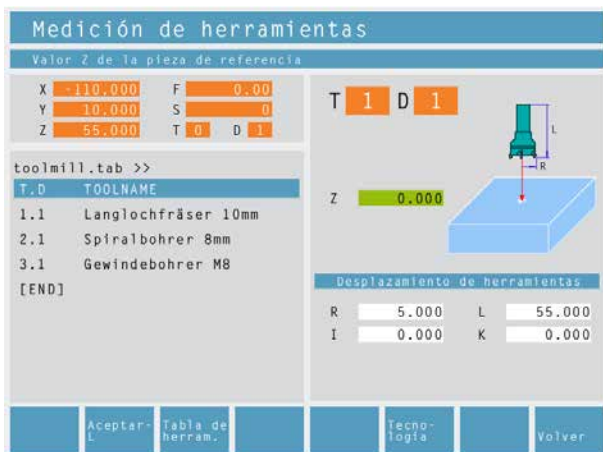 Medición de herramientas
Valor Z de la pieza de referencia
X -110.000 F 0.00
Y 10.000 S 0
Z 55.000 T 0 D 1
toolmill.tab >>
T.D TOOLNAME
1.1 Langlochfräser 10mm
2.1 Spiralbohrer 8mm
3.1 Gewindebohrer M8
[END]
T 1 D 1
L
R
Z 0.000
Desplazamiento de herramientas
R 5.000 L 55.000
I 0.000 K 0.000
Aceptar-
L
Tabla de
herram.
Tecno-
logía
Volver